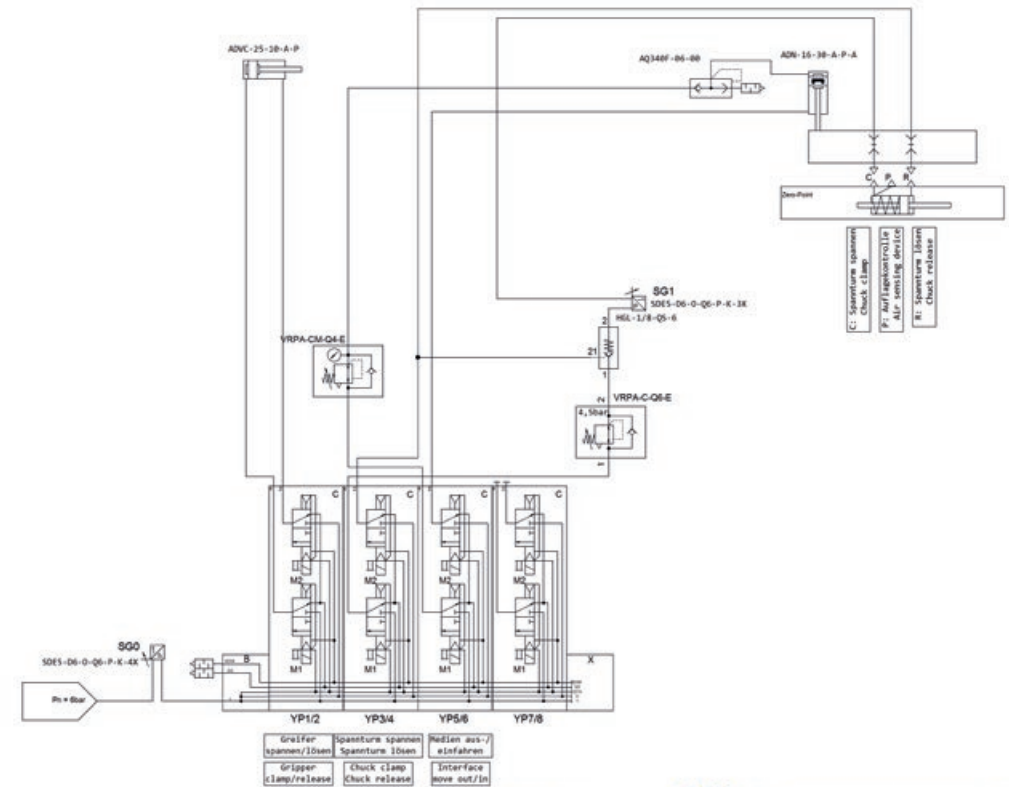 ADVC-25-10-A-P
AQ340F-06-00
ADN-16-30-A-P-A
C P R
Zero-Point
C: Spannturm spannen
Chuck clamp
P: Auflagekontrolle
Air sensing device
R: Spannturm lösen
Chuck release
SG1
SDE5-D6-O-Q6-P-K-3X
HGL-1/8-QS-6
2
21
1
VRPA-CM-Q4-E
2
VRPA-C-Q6-E
4,5bar
1
C C C C
M2 M2 M2 M2
M1 M1 M1 M1
SG0
SDE5-D6-O-Q6-P-K-4X
Pn = 6bar
B
X
YP1/2 YP3/4 YP5/6 YP7/8
Greifer
spannen/lösen
Spannturm spannen
Spannturm lösen
Medien aus-/
einfahren
Gripper
clamp/release
Chuck clamp
Chuck release
Interface
move out/in